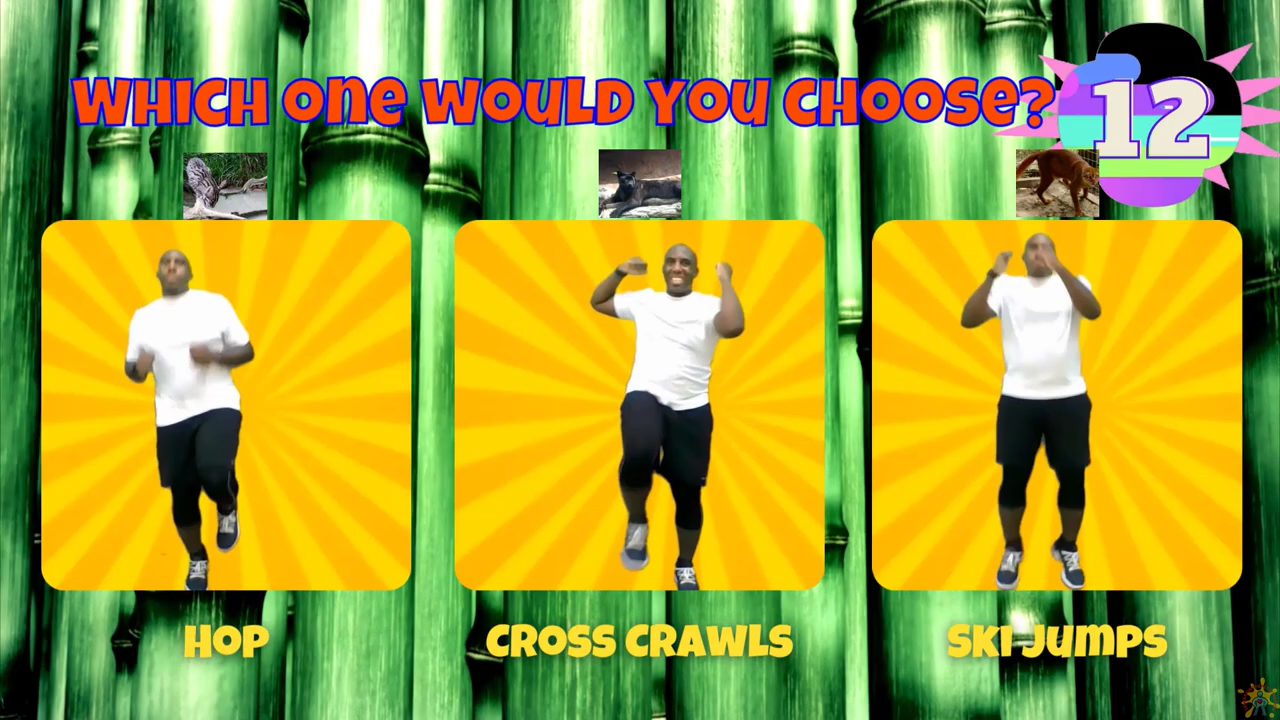 WHICH ONE WOULD YOU CHOOSE?
12
HOP
CROSS CRAWLS
SKI JUMPS